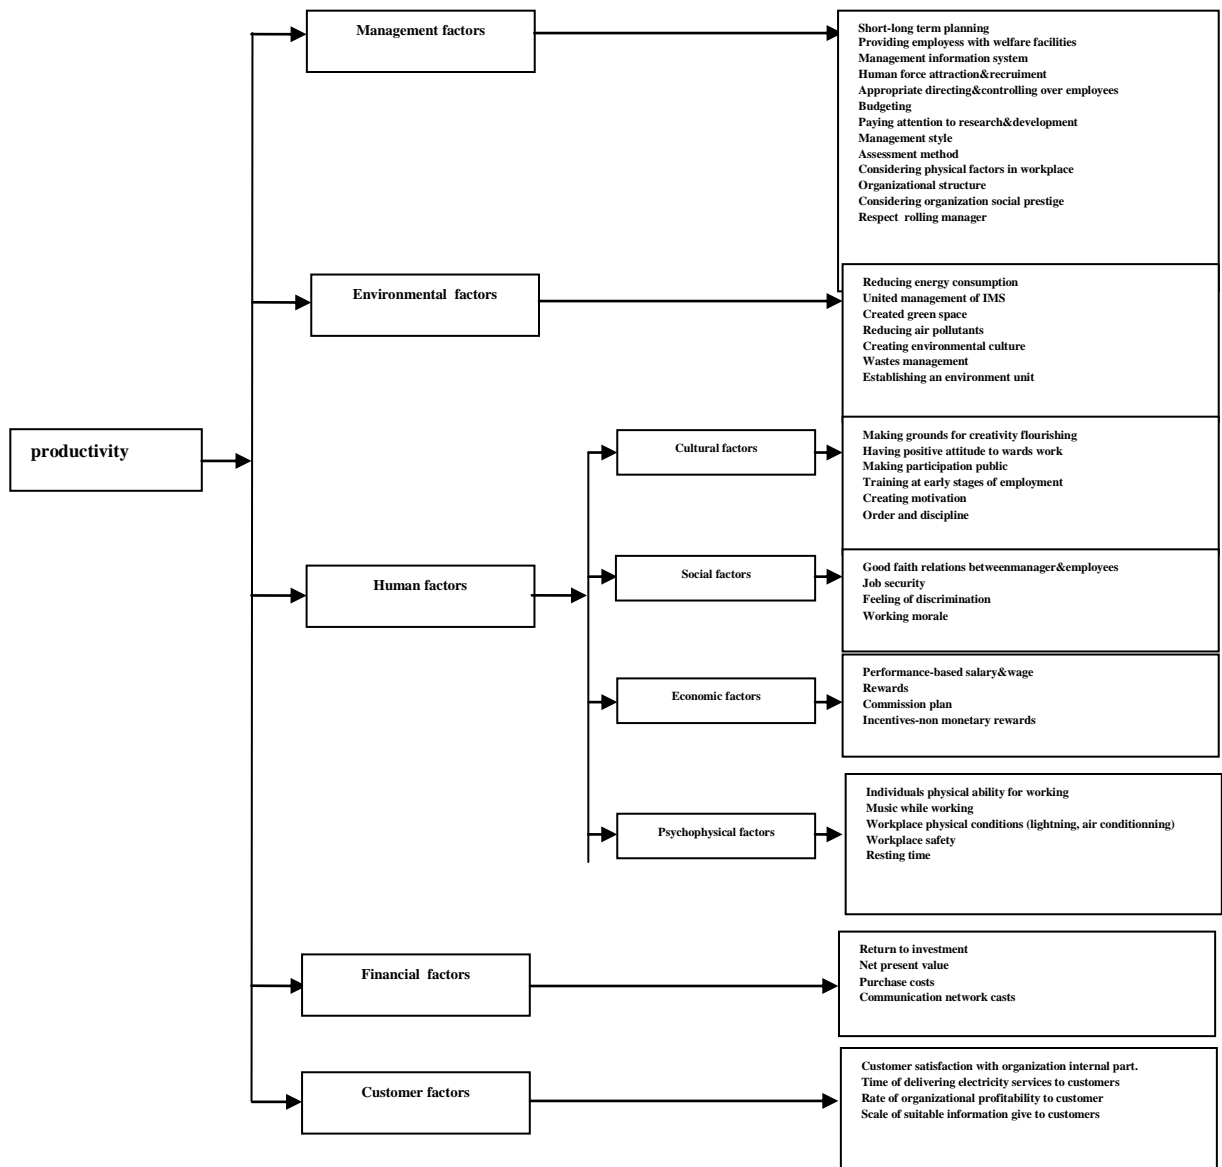 Management factors
Short-long term planning
Providing employess with welfare facilities
Management information system
Human force attraction&recruiment
Appropriate directing&controlling over employees
Budgeting
Paying attention to research&development
Management style
Assessment method
Considering physical factors in workplace
Organizational structure
Considering organization social prestige
Respect rolling manager
Environmental factors
Reducing energy consumption
United management of IMS
Created green space
Reducing air pollutants
Creating environmental culture
Wastes management
Establishing an environment unit
productivity
Human factors
Cultural factors
Making grounds for creativity flourishing
Having positive attitude to wards work
Making participation public
Training at early stages of employment
Creating motivation
Order and discipline
Social factors
Good faith relations betweenmanager&employees
Job security
Feeling of discrimination
Working morale
Economic factors
Performance-based salary&wage
Rewards
Commission plan
Incentives-non monetary rewards
Psychophysical factors
Individuals physical ability for working
Music while working
Workplace physical conditions (lightning, air conditionning)
Workplace safety
Resting time
Financial factors
Return to investment
Net present value
Purchase costs
Communication network casts
Customer factors
Customer satisfaction with organization internal part.
Time of delivering electricity services to customers
Rate of organizational profitability to customer
Scale of suitable information give to customers